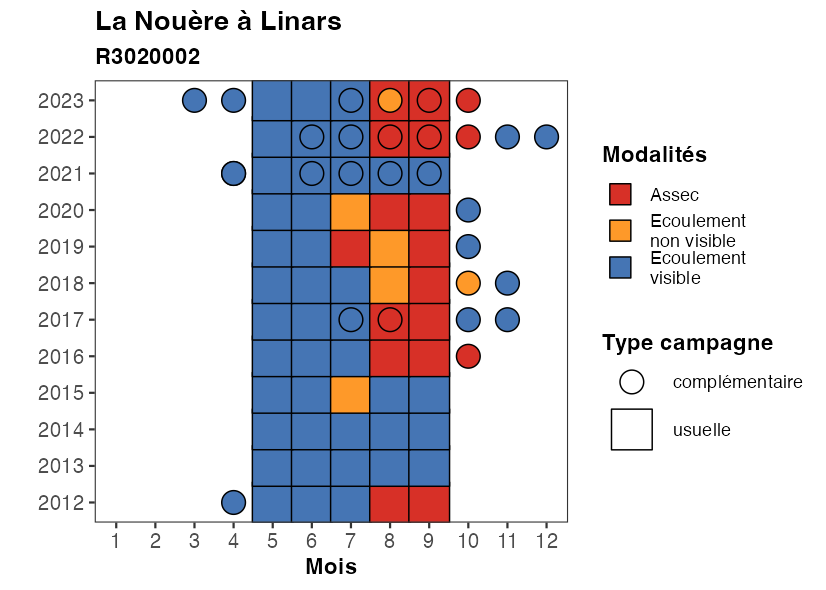 La Nouère à Linars
R3020002
2023
2022
2021
2020
2019
2018
2017
2016
2015
2014
2013
2012
1 2 3 4 5 6 7 8 9 10 11 12
Mois
Modalités
Assec
Ecoulement
non visible
Ecoulement
visible
Type campagne
complémentaire
usuelle